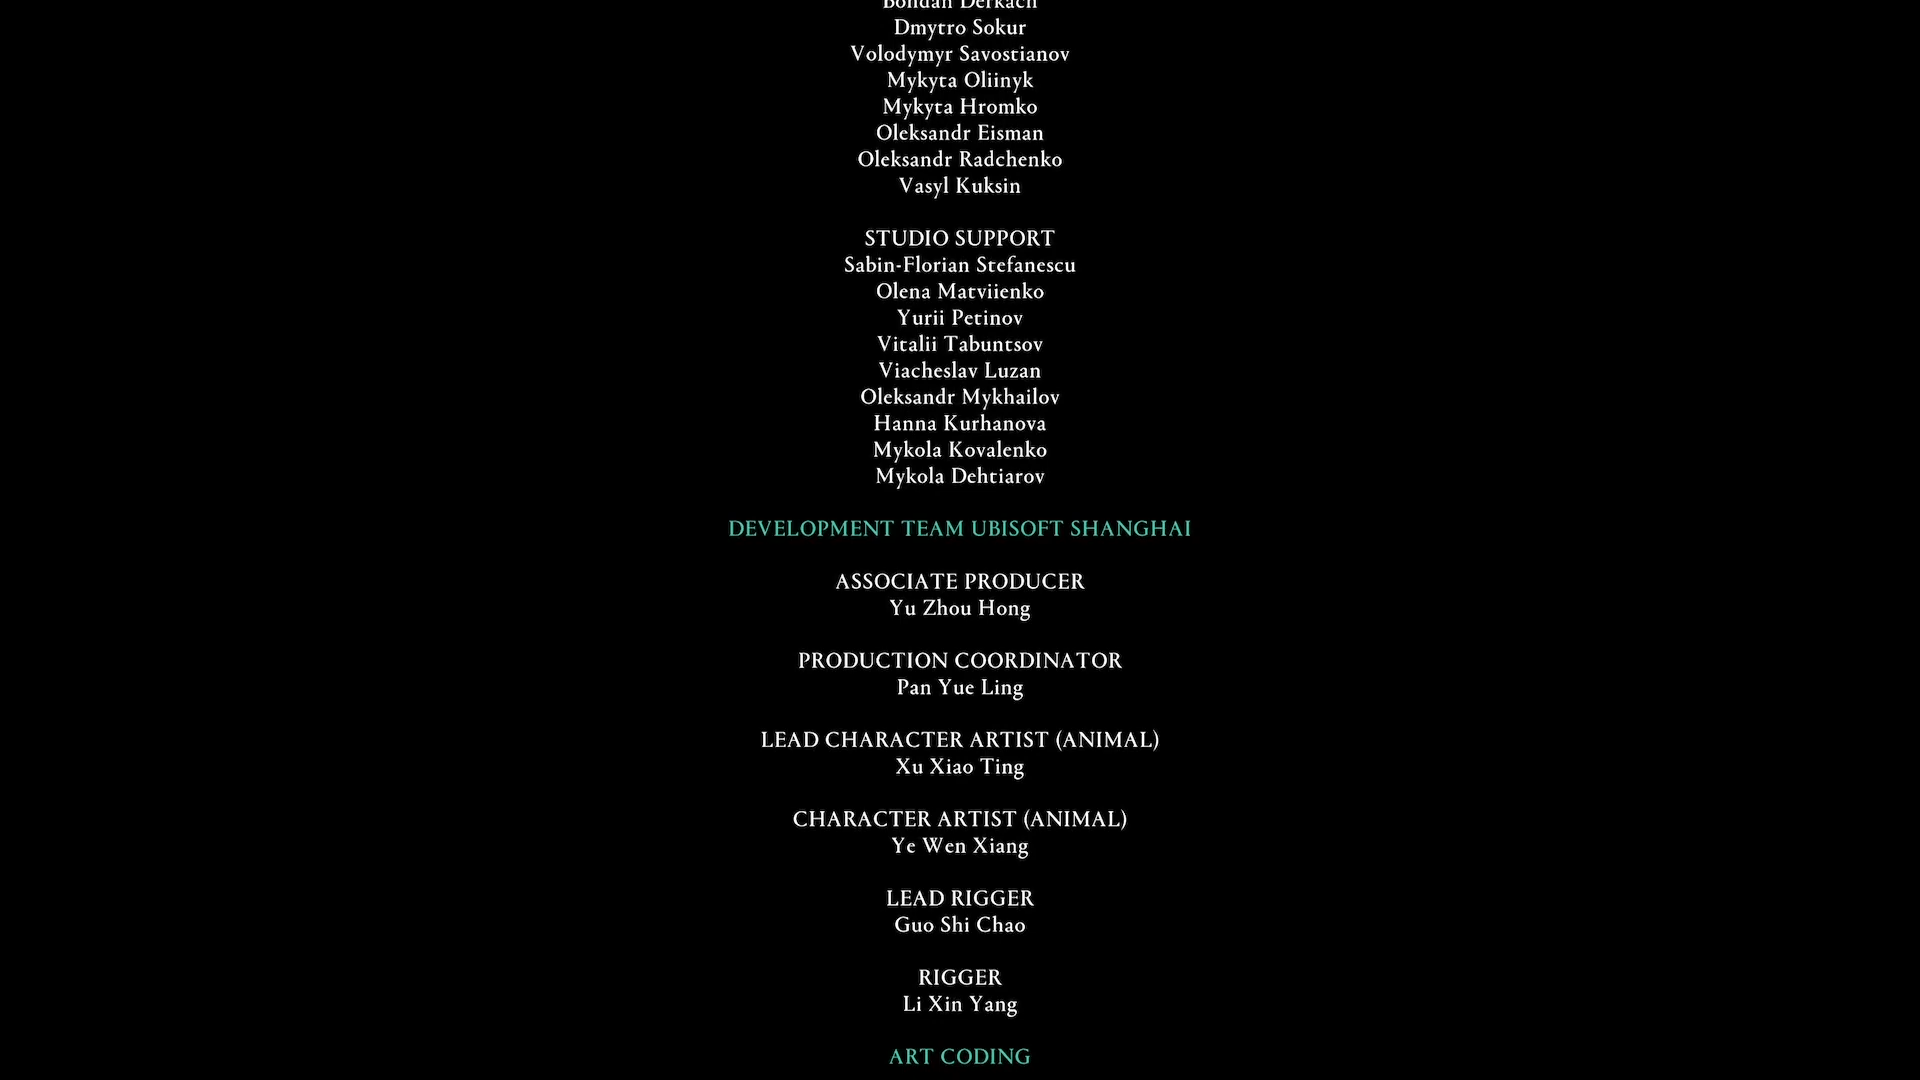 Bohdan Derkach
Dmytro Sokur
Volodymyr Savostianov
Mykyta Oliinyk
Mykyta Hromko
Oleksandr Eisman
Oleksandr Radchenko
Vasyl Kuksin
STUDIO SUPPORT
Sabin-Florian Stefanescu
Olena Matviienko
Yurii Petinov
Vitalii Tabuntsov
Viacheslav Luzan
Oleksandr Mykhailov
Hanna Kurhanova
Mykola Kovalenko
Mykola Dehtiarov
DEVELOPMENT TEAM UBISOFT SHANGHAI
ASSOCIATE PRODUCER
Yu Zhou Hong
PRODUCTION COORDINATOR
Pan Yue Ling
LEAD CHARACTER ARTIST (ANIMAL)
Xu Xiao Ting
CHARACTER ARTIST (ANIMAL)
Ye Wen Xiang
LEAD RIGGER
Guo Shi Chao
RIGGER
Li Xin Yang
ART CODING